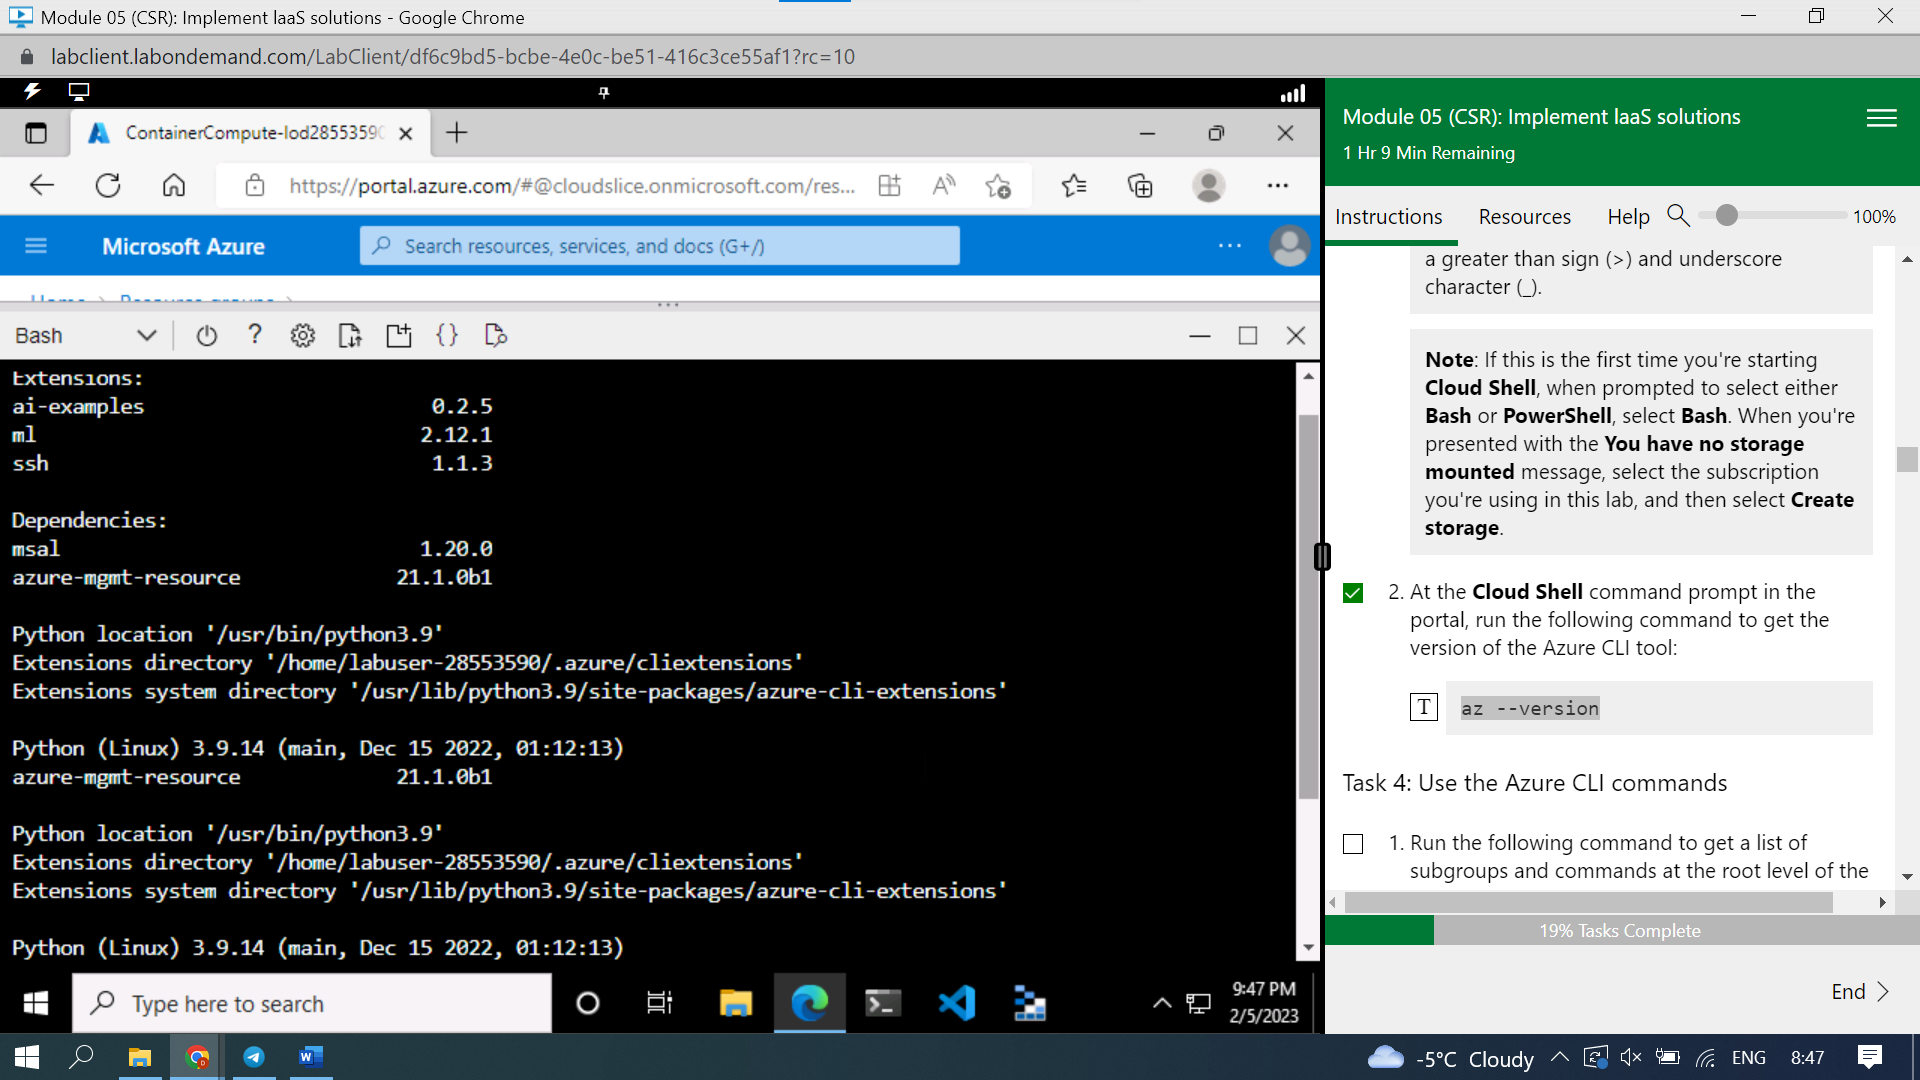 Module 05 (CSR): Implement IaaS solutions - Google Chrome
labclient.labondemand.com/LabClient/df6c9bd5-bcbe-4e0c-be51-416c3ce55af1?rc=10
ContainerCompute-lod28553590
https://portal.azure.com/#@cloudslice.onmicrosoft.com/res...
Microsoft Azure
Search resources, services, and docs (G+/)
Home > Resource groups >
Bash
Extensions:
ai-examples 0.2.5
ml 2.12.1
ssh 1.1.3
Dependencies:
msal 1.20.0
azure-mgmt-resource 21.1.0b1
Python location '/usr/bin/python3.9'
Extensions directory '/home/labuser-28553590/.azure/cliextensions'
Extensions system directory '/usr/lib/python3.9/site-packages/azure-cli-extensions'
Python (Linux) 3.9.14 (main, Dec 15 2022, 01:12:13)
azure-mgmt-resource 21.1.0b1
Python location '/usr/bin/python3.9'
Extensions directory '/home/labuser-28553590/.azure/cliextensions'
Extensions system directory '/usr/lib/python3.9/site-packages/azure-cli-extensions'
Python (Linux) 3.9.14 (main, Dec 15 2022, 01:12:13)
Type here to search
9:47 PM
2/5/2023
Module 05 (CSR): Implement IaaS solutions
1 Hr 9 Min Remaining
Instructions Resources Help 100%
a greater than sign (>) and underscore
character (_).
Note: If this is the first time you're starting
Cloud Shell, when prompted to select either
Bash or PowerShell, select Bash. When you're
presented with the You have no storage
mounted message, select the subscription
you're using in this lab, and then select Create
storage.
2. At the Cloud Shell command prompt in the
portal, run the following command to get the
version of the Azure CLI tool:
T az --version
Task 4: Use the Azure CLI commands
1. Run the following command to get a list of
subgroups and commands at the root level of the
19% Tasks Complete
End
-5°C Cloudy
ENG
8:47